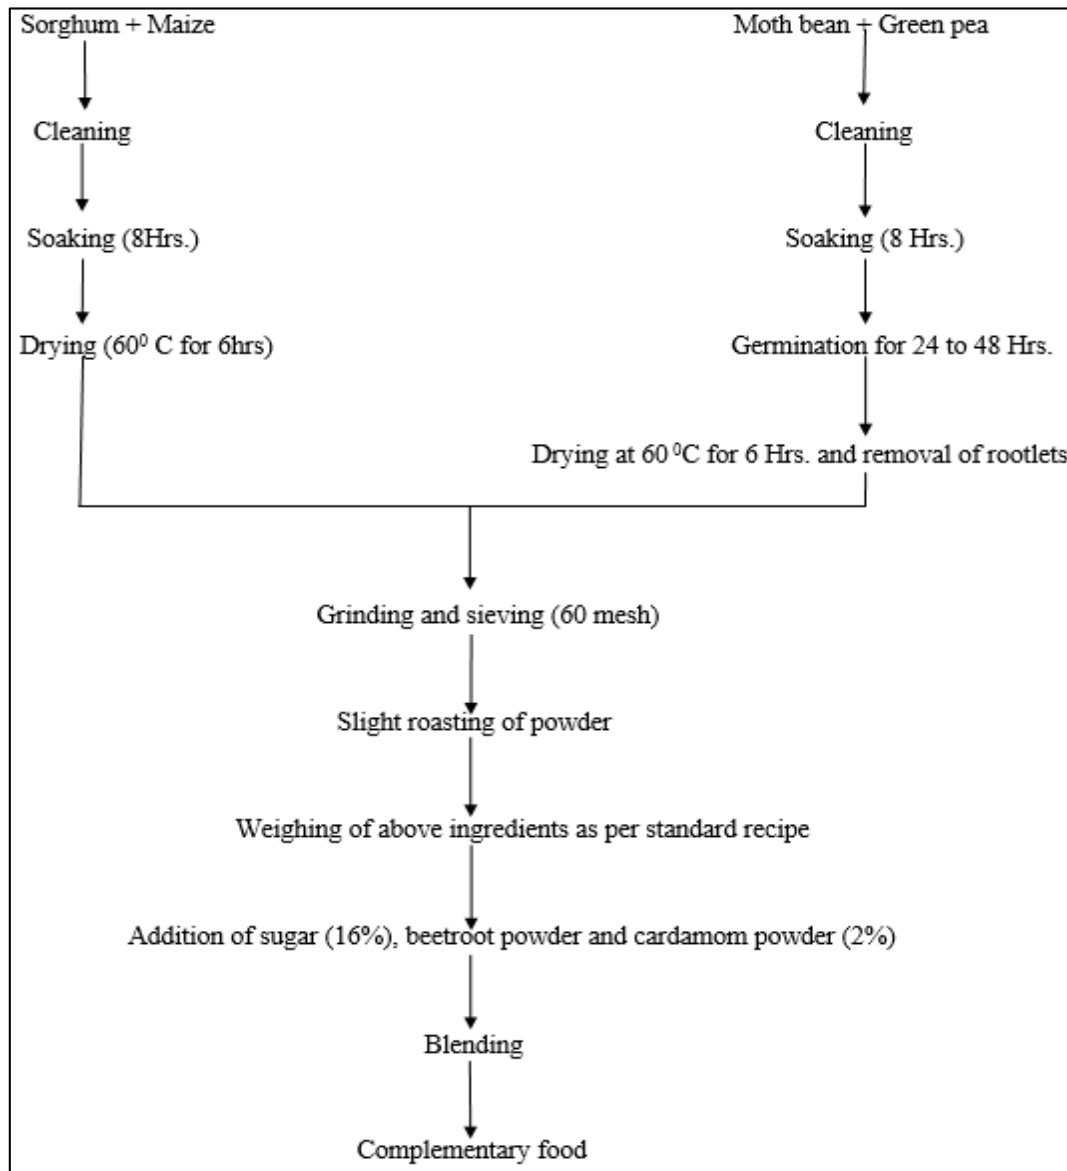 Sorghum + Maize
Moth bean + Green pea
Cleaning
Cleaning
Soaking (8Hrs.)
Soaking (8 Hrs.)
Drying (60⁰ C for 6hrs)
Germination for 24 to 48 Hrs.
Drying at 60 ⁰C for 6 Hrs. and removal of rootlets
Grinding and sieving (60 mesh)
Slight roasting of powder
Weighing of above ingredients as per standard recipe
Addition of sugar (16%), beetroot powder and cardamom powder (2%)
Blending
Complementary food